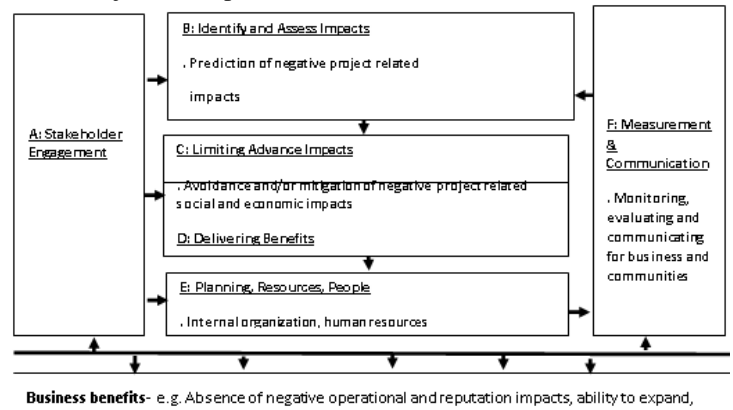 B: Identify and Assess Impacts
. Prediction of negative project related
impacts
A: Stakeholder
Engagement
C: Limiting Advance Impacts
. Avoidance and/or mitigation of negative project related
social and economic impacts
D: Delivering Benefits
E: Planning, Resources, People
. Internal organization, human resources
F: Measurement
&
Communication
. Monitoring,
evaluating and
communicating
for business and
communities
Business benefits- e.g. Absence of negative operational and reputation impacts, ability to expand,